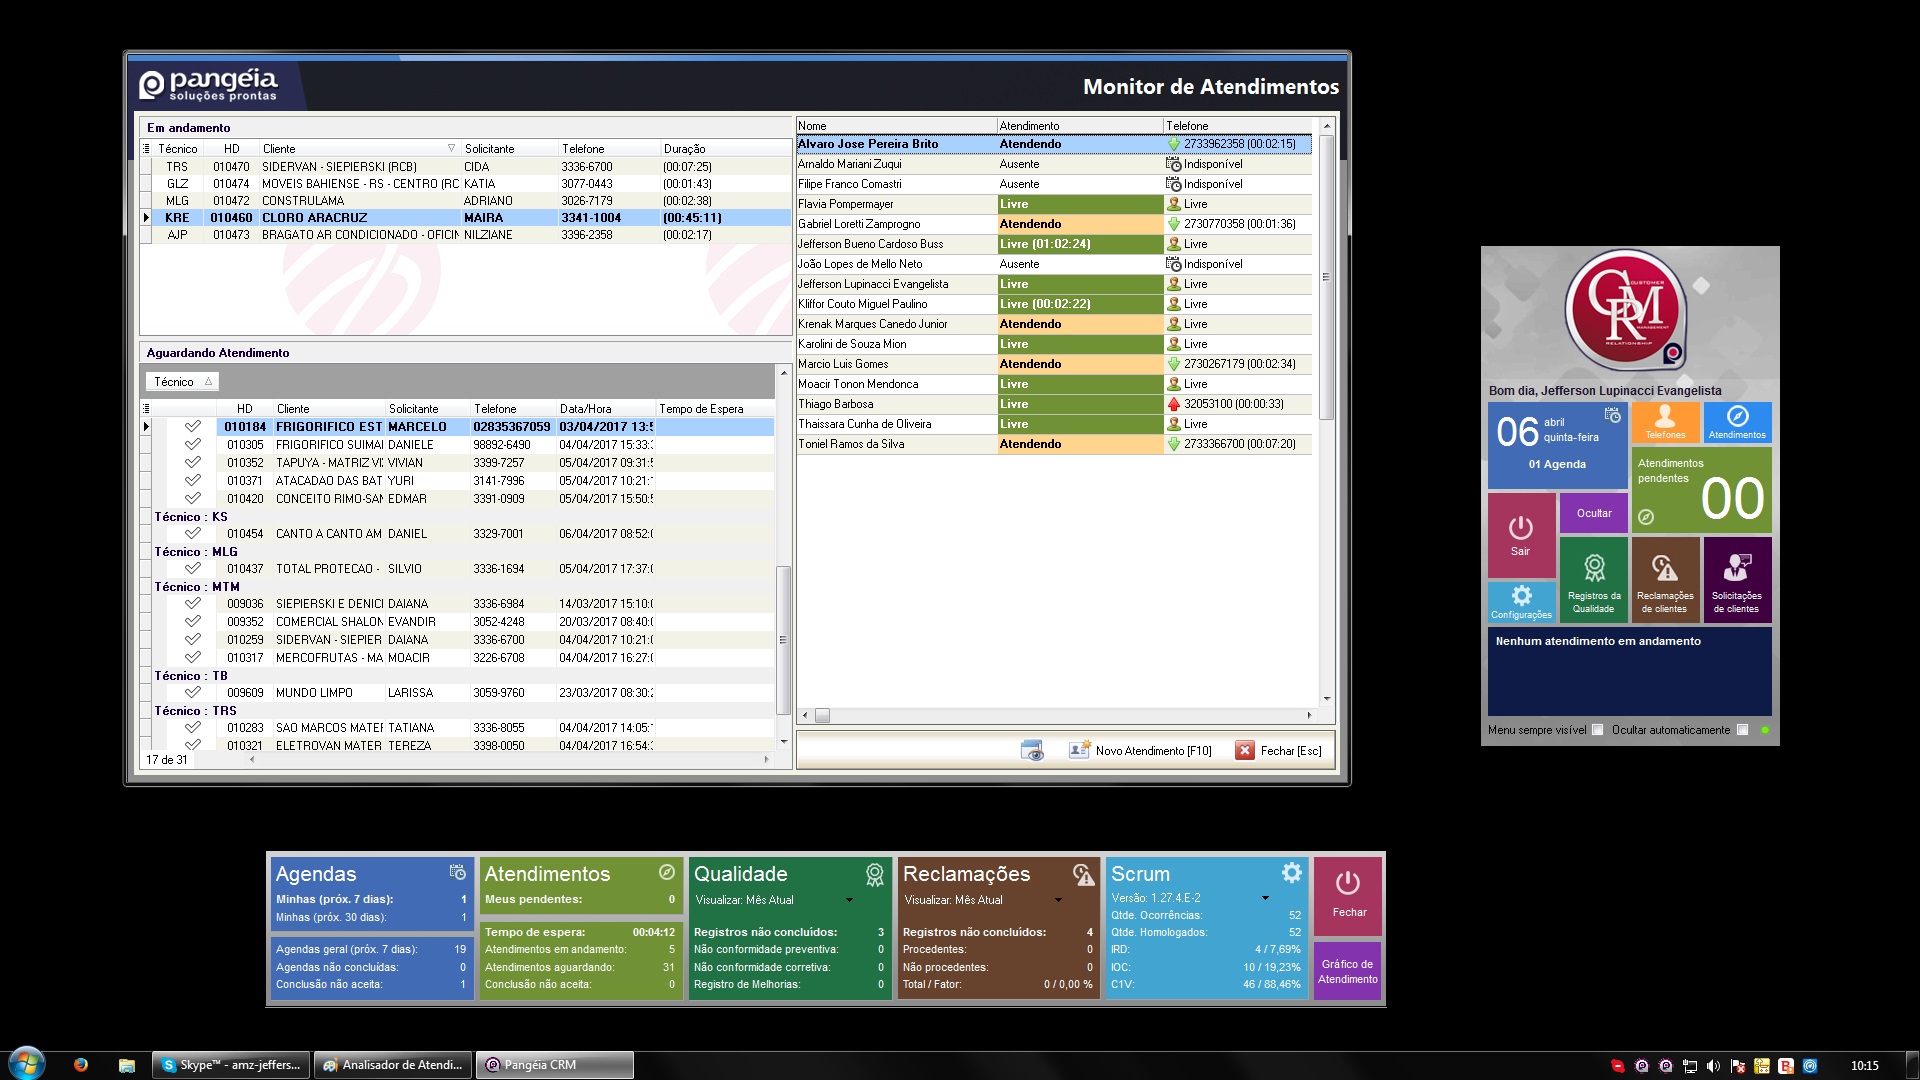 pangéia
soluções prontas
Monitor de Atendimentos
Em andamento
Técnico HD Cliente Solicitante Telefone Duração
TRS 010470 SIDERVAN - SIEPIERSKI (RCB) CIDA 3336-6700 (00:07:25)
GLZ 010474 MOVEIS BAHIENSE - RS - CENTRO (RC KATIA 3077-0443 (00:01:43)
MLG 010472 CONSTRULAMA ADRIANO 3026-7179 (00:02:38)
KRE 010460 CLORO ARACRUZ MAIRA 3341-1004 (00:45:11)
AJP 010473 BRAGATO AR CONDICIONADO - OFICIN NILZIANE 3396-2358 (00:02:17)
Aguardando Atendimento
Técnico
HD Cliente Solicitante Telefone Data/Hora Tempo de Espera
010184 FRIGORIFICO EST MARCELO 02835367059 03/04/2017 13:5
010305 FRIGORIFICO SUIMAI DANIELE 98892-6490 04/04/2017 15:33:
010352 TAPUYA - MATRIZ VI VIVIAN 3399-7257 05/04/2017 09:31:
010371 ATACADAO DAS BAT YURI 3141-7996 05/04/2017 10:21:
010420 CONCEITO RIMO-SAN EDMAR 3391-0909 05/04/2017 15:50:
Técnico : KS
010454 CANTO A CANTO AM DANIEL 3329-7001 06/04/2017 08:52:
Técnico : MLG
010437 TOTAL PROTECAO - SILVIO 3336-1694 05/04/2017 17:37:
Técnico : MTM
009036 SIEPIERSKI E DENICI DAIANA 3336-6984 14/03/2017 15:10:
009352 COMERCIAL SHALON EVANDIR 3052-4248 20/03/2017 08:40:
010259 SIDERVAN - SIEPIER DAIANA 3336-6700 04/04/2017 10:21:
010317 MERCOFRUTAS - MA MOACIR 3226-6708 04/04/2017 16:27:
Técnico : TB
009609 MUNDO LIMPO LARISSA 3059-9760 23/03/2017 08:30:
Técnico : TRS
010283 SAO MARCOS MATER TATIANA 3336-8055 04/04/2017 14:05:
010321 ELETROVAN MATER TEREZA 3398-0050 04/04/2017 16:54:
17 de 31
Nome Atendimento Telefone
Alvaro Jose Pereira Brito Atendendo 2733962358 (00:02:15)
Arnaldo Mariani Zuqui Ausente Indisponível
Filipe Franco Comastri Ausente Indisponível
Flavia Pompermayer Livre Livre
Gabriel Loretti Zamprogno Atendendo 2730770358 (00:01:36)
Jefferson Bueno Cardoso Buss Livre (01:02:24) Livre
João Lopes de Mello Neto Ausente Indisponível
Jefferson Lupinacci Evangelista Livre Livre
Kliffor Couto Miguel Paulino Livre (00:02:22) Livre
Krenak Marques Canedo Junior Atendendo Livre
Karolini de Souza Mion Livre Livre
Marcio Luis Gomes Atendendo 2730267179 (00:02:34)
Moacir Tonon Mendonca Livre Livre
Thiago Barbosa Livre 32053100 (00:00:33)
Thaissara Cunha de Oliveira Livre Livre
Toniel Ramos da Silva Atendendo 2733366700 (00:07:20)
Novo Atendimento [F10] Fechar [Esc]
CUSTOMER
CRM
MANAGEMENT
RELATIONSHIP
Bom dia, Jefferson Lupinacci Evangelista
06 abril
quinta-feira
01 Agenda
Telefones
Atendimentos
Atendimentos
pendentes
00
Sair
Ocultar
Configurações
Registros da
Qualidade
Reclamações
de clientes
Solicitações
de clientes
Nenhum atendimento em andamento
Menu sempre visível Ocultar automaticamente
Agendas
Minhas (próx. 7 dias): 1
Minhas (próx. 30 dias): 1
Agendas geral (próx. 7 dias): 19
Agendas não concluídas: 0
Conclusão não aceita: 1
Atendimentos
Meus pendentes: 0
Tempo de espera: 00:04:12
Atendimentos em andamento: 5
Atendimentos aguardando: 31
Conclusão não aceita: 0
Qualidade
Visualizar: Mês Atual
Registros não concluídos: 3
Não conformidade preventiva: 0
Não conformidade corretiva: 0
Registro de Melhorias: 0
Reclamações
Visualizar: Mês Atual
Registros não concluídos: 4
Procedentes: 0
Não procedentes: 0
Total / Fator: 0 / 0,00 %
Scrum
Versão: 1.27.4.E-2
Qtde. Ocorrências: 52
Qtde. Homologados: 52
IRD: 4 / 7,69%
IOC: 10 / 19,23%
C1V: 46 / 88,46%
Fechar
Gráfico de
Atendimento
Skype™ - amz-jeffers...
Analisador de Atendi...
Pangéia CRM
10:15